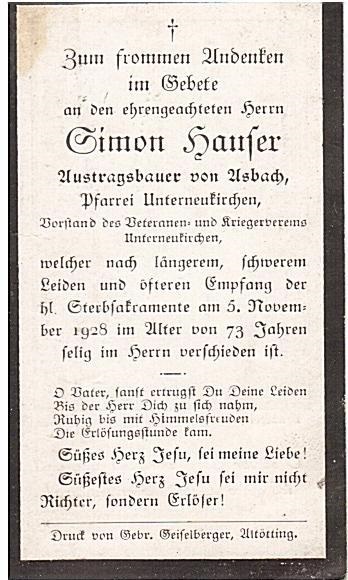 †
Zum frommen Andenken
im Gebete
an den ehrengeachteten Herrn
Simon Hauser
Austragsbauer von Asbach,
Pfarrei Unterneukirchen,
Vorstand des Veteranen- und Kriegervereins
Unterneukirchen,
welcher nach längerem, schwerem
Leiden und öfteren Empfang der
hl. Sterbsakramente am 5. Novem-
ber 1928 im Alter von 73 Jahren
selig im Herrn verschieden ist.
O Vater, sanft ertrugst Du Deine Leiden
Bis der Herr Dich zu sich nahm,
Ruhig bis mit Himmelsfreuden
Die Erlösungsstunde kam.
Süßes Herz Jesu, sei meine Liebe!
Süßestes Herz Jesu sei mir nicht
Richter, sondern Erlöser!
Druck von Gebr. Geiselberger, Altötting.